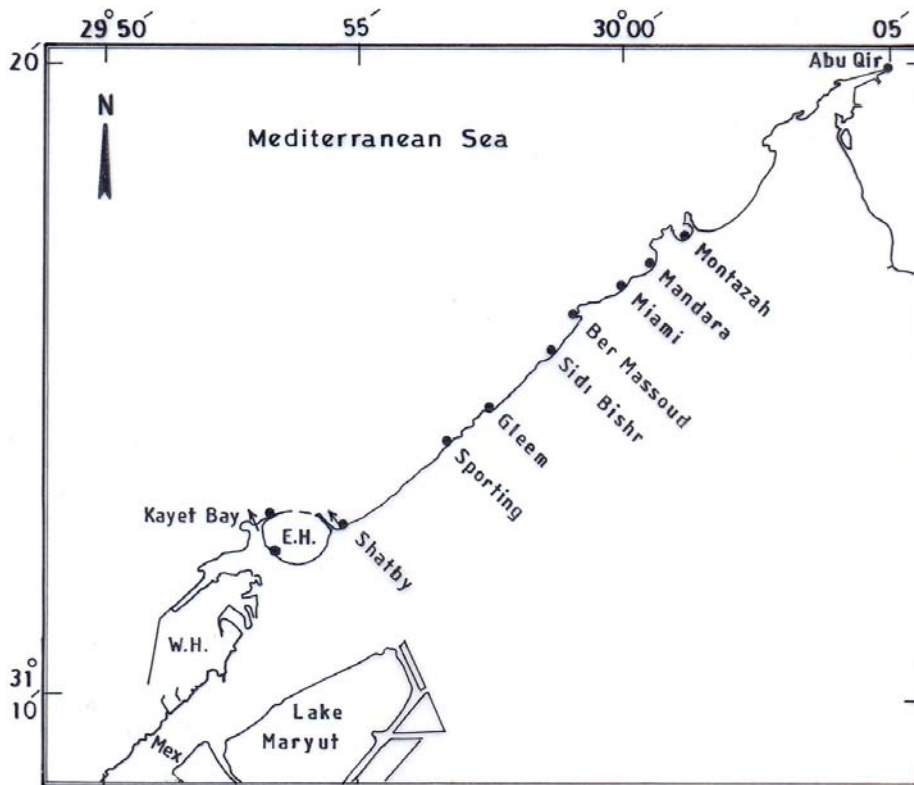 29°50′ 55′ 30°00′ 05′
20′
Abu Qir
N
Mediterranean Sea
Montazah
Mandara
Miami
Ber Massoud
Sidi Bishr
Gleem
Sporting
Kayet Bay
E.H.
Shatby
W.H.
31°
10′
Lake
Maryut
Mex